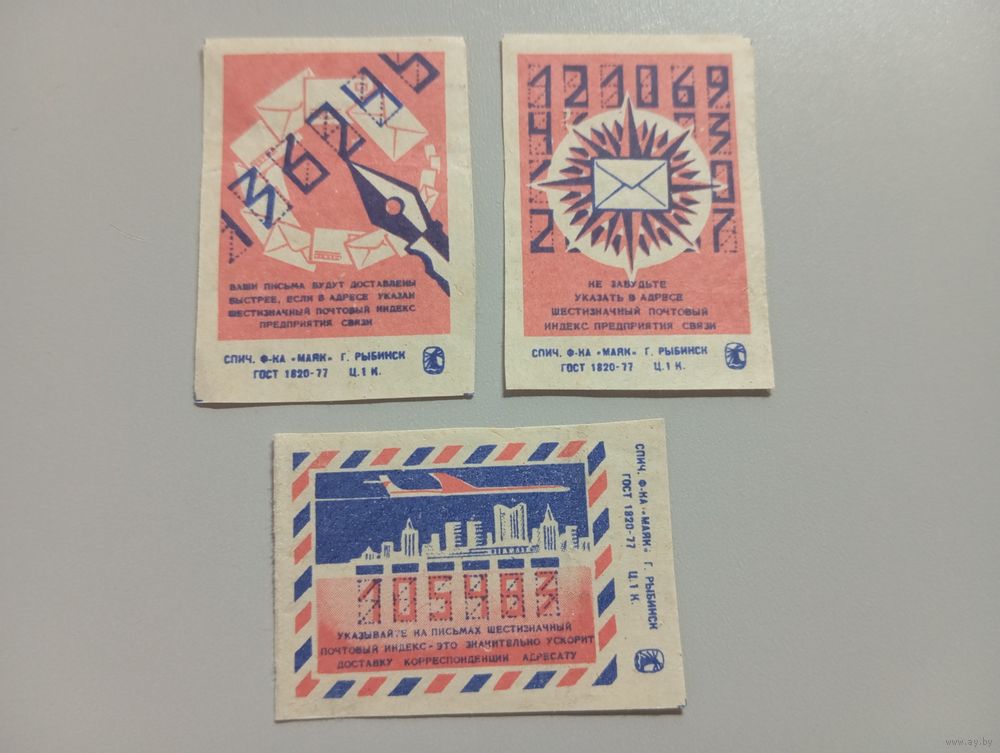 136245
ВАШИ ПИСЬМА БУДУТ ДОСТАВЛЕНЫ
БЫСТРЕЕ, ЕСЛИ В АДРЕСЕ УКАЗАН
ШЕСТИЗНАЧНЫЙ ПОЧТОВЫЙ ИНДЕКС
ПРЕДПРИЯТИЯ СВЯЗИ
СПИЧ. Ф-КА «МАЯК» Г. РЫБИНСК
ГОСТ 1820-77 Ц. 1 К.
121069
НЕ ЗАБУДЬТЕ
УКАЗАТЬ В АДРЕСЕ
ШЕСТИЗНАЧНЫЙ ПОЧТОВЫЙ
ИНДЕКС ПРЕДПРИЯТИЯ СВЯЗИ
СПИЧ. Ф-КА «МАЯК» Г. РЫБИНСК
ГОСТ 1820-77 Ц. 1 К.
105483
УКАЗЫВАЙТЕ НА ПИСЬМАХ ШЕСТИЗНАЧНЫЙ
ПОЧТОВЫЙ ИНДЕКС - ЭТО ЗНАЧИТЕЛЬНО УСКОРИТ
ДОСТАВКУ КОРРЕСПОНДЕНЦИИ АДРЕСАТУ
СПИЧ. Ф-КА «МАЯК» Г. РЫБИНСК
ГОСТ 1820-77 Ц. 1 К.
www.ay.by